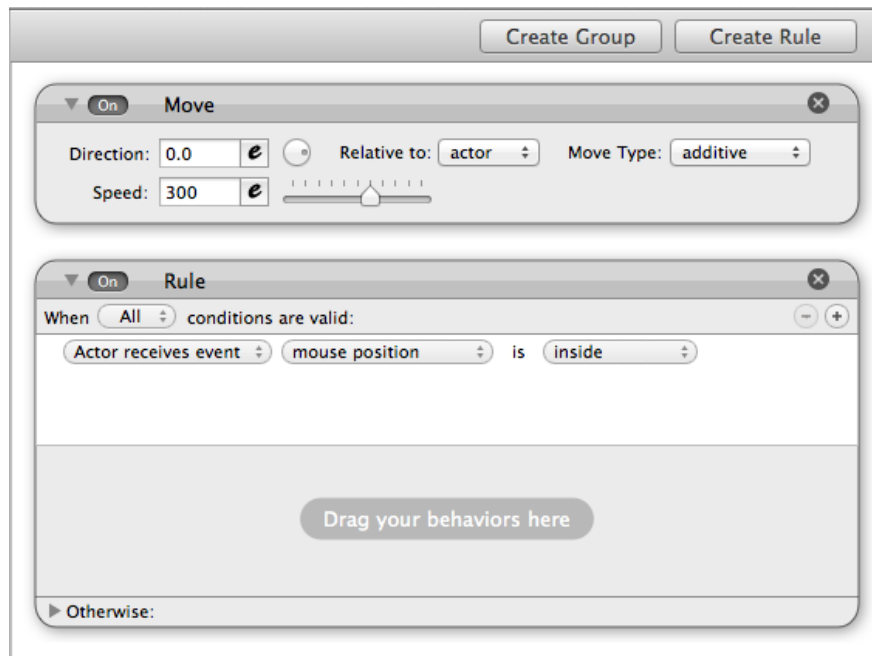 Create Group Create Rule
On Move
Direction: 0.0 e Relative to: actor Move Type: additive
Speed: 300 e
On Rule
When All conditions are valid:
Actor receives event mouse position is inside
Drag your behaviors here
Otherwise: